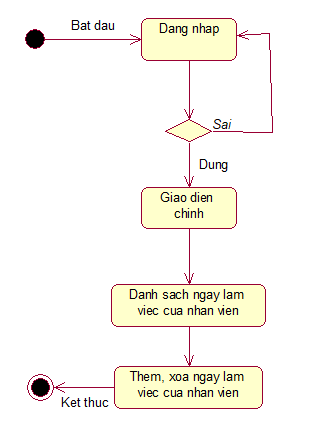 Bat dau
Dang nhap
Sai
Dung
Giao dien
chinh
Danh sach ngay lam
viec cua nhan vien
Them, xoa ngay lam
viec cua nhan vien
Ket thuc